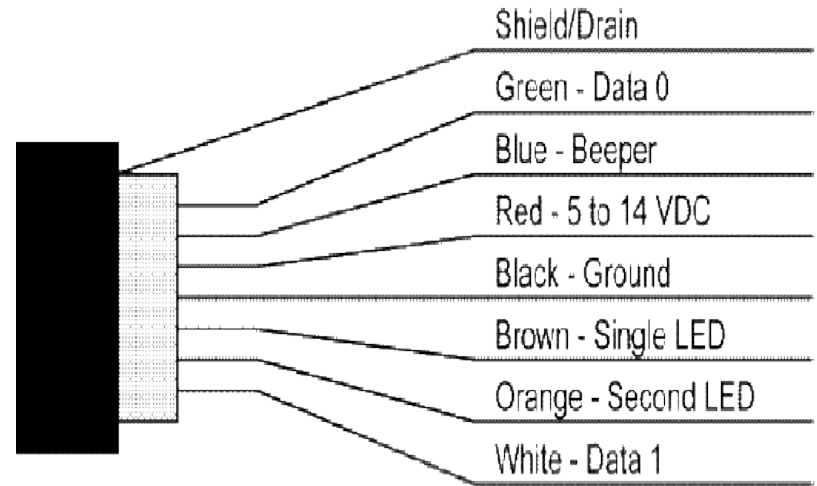 Shield/Drain
Green - Data 0
Blue - Beeper
Red - 5 to 14 VDC
Black - Ground
Brown - Single LED
Orange - Second LED
White - Data 1